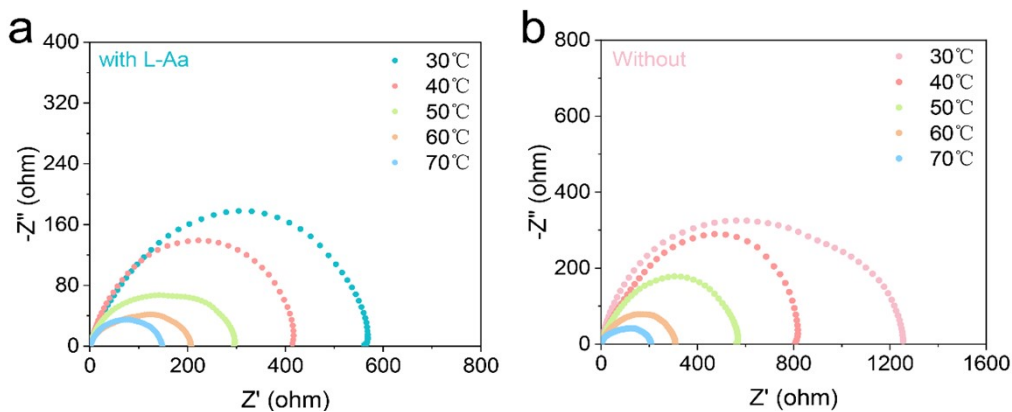 a
with L-Aa
30℃
40℃
50℃
60℃
70℃
400
320
240
160
80
0
-Z" (ohm)
0 200 400 600 800
Z' (ohm)
b
Without
30℃
40℃
50℃
60℃
70℃
800
600
400
200
0
-Z" (ohm)
0 400 800 1200 1600
Z' (ohm)